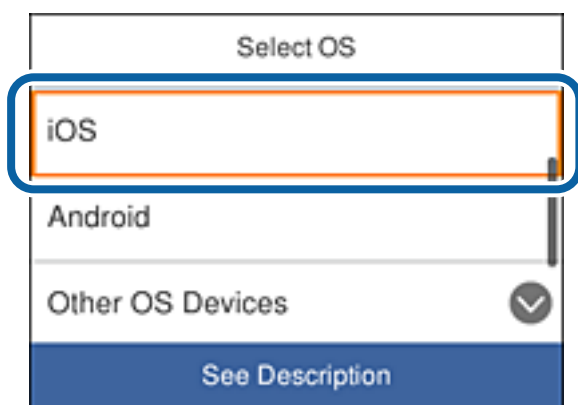 Select OS
iOS
Android
Other OS Devices
See Description